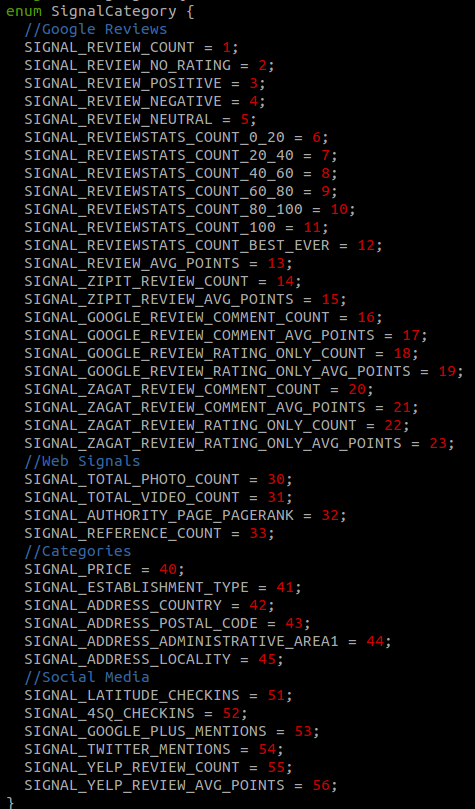 enum SignalCategory {
//Google Reviews
SIGNAL_REVIEW_COUNT = 1;
SIGNAL_REVIEW_NO_RATING = 2;
SIGNAL_REVIEW_POSITIVE = 3;
SIGNAL_REVIEW_NEGATIVE = 4;
SIGNAL_REVIEW_NEUTRAL = 5;
SIGNAL_REVIEWSTATS_COUNT_0_20 = 6;
SIGNAL_REVIEWSTATS_COUNT_20_40 = 7;
SIGNAL_REVIEWSTATS_COUNT_40_60 = 8;
SIGNAL_REVIEWSTATS_COUNT_60_80 = 9;
SIGNAL_REVIEWSTATS_COUNT_80_100 = 10;
SIGNAL_REVIEWSTATS_COUNT_100 = 11;
SIGNAL_REVIEWSTATS_COUNT_BEST_EVER = 12;
SIGNAL_REVIEW_AVG_POINTS = 13;
SIGNAL_ZIPIT_REVIEW_COUNT = 14;
SIGNAL_ZIPIT_REVIEW_AVG_POINTS = 15;
SIGNAL_GOOGLE_REVIEW_COMMENT_COUNT = 16;
SIGNAL_GOOGLE_REVIEW_COMMENT_AVG_POINTS = 17;
SIGNAL_GOOGLE_REVIEW_RATING_ONLY_COUNT = 18;
SIGNAL_GOOGLE_REVIEW_RATING_ONLY_AVG_POINTS = 19;
SIGNAL_ZAGAT_REVIEW_COMMENT_COUNT = 20;
SIGNAL_ZAGAT_REVIEW_COMMENT_AVG_POINTS = 21;
SIGNAL_ZAGAT_REVIEW_RATING_ONLY_COUNT = 22;
SIGNAL_ZAGAT_REVIEW_RATING_ONLY_AVG_POINTS = 23;
//Web Signals
SIGNAL_TOTAL_PHOTO_COUNT = 30;
SIGNAL_TOTAL_VIDEO_COUNT = 31;
SIGNAL_AUTHORITY_PAGE_PAGERANK = 32;
SIGNAL_REFERENCE_COUNT = 33;
//Categories
SIGNAL_PRICE = 40;
SIGNAL_ESTABLISHMENT_TYPE = 41;
SIGNAL_ADDRESS_COUNTRY = 42;
SIGNAL_ADDRESS_POSTAL_CODE = 43;
SIGNAL_ADDRESS_ADMINISTRATIVE_AREA1 = 44;
SIGNAL_ADDRESS_LOCALITY = 45;
//Social Media
SIGNAL_LATITUDE_CHECKINS = 51;
SIGNAL_4SQ_CHECKINS = 52;
SIGNAL_GOOGLE_PLUS_MENTIONS = 53;
SIGNAL_TWITTER_MENTIONS = 54;
SIGNAL_YELP_REVIEW_COUNT = 55;
SIGNAL_YELP_REVIEW_AVG_POINTS = 56;
}